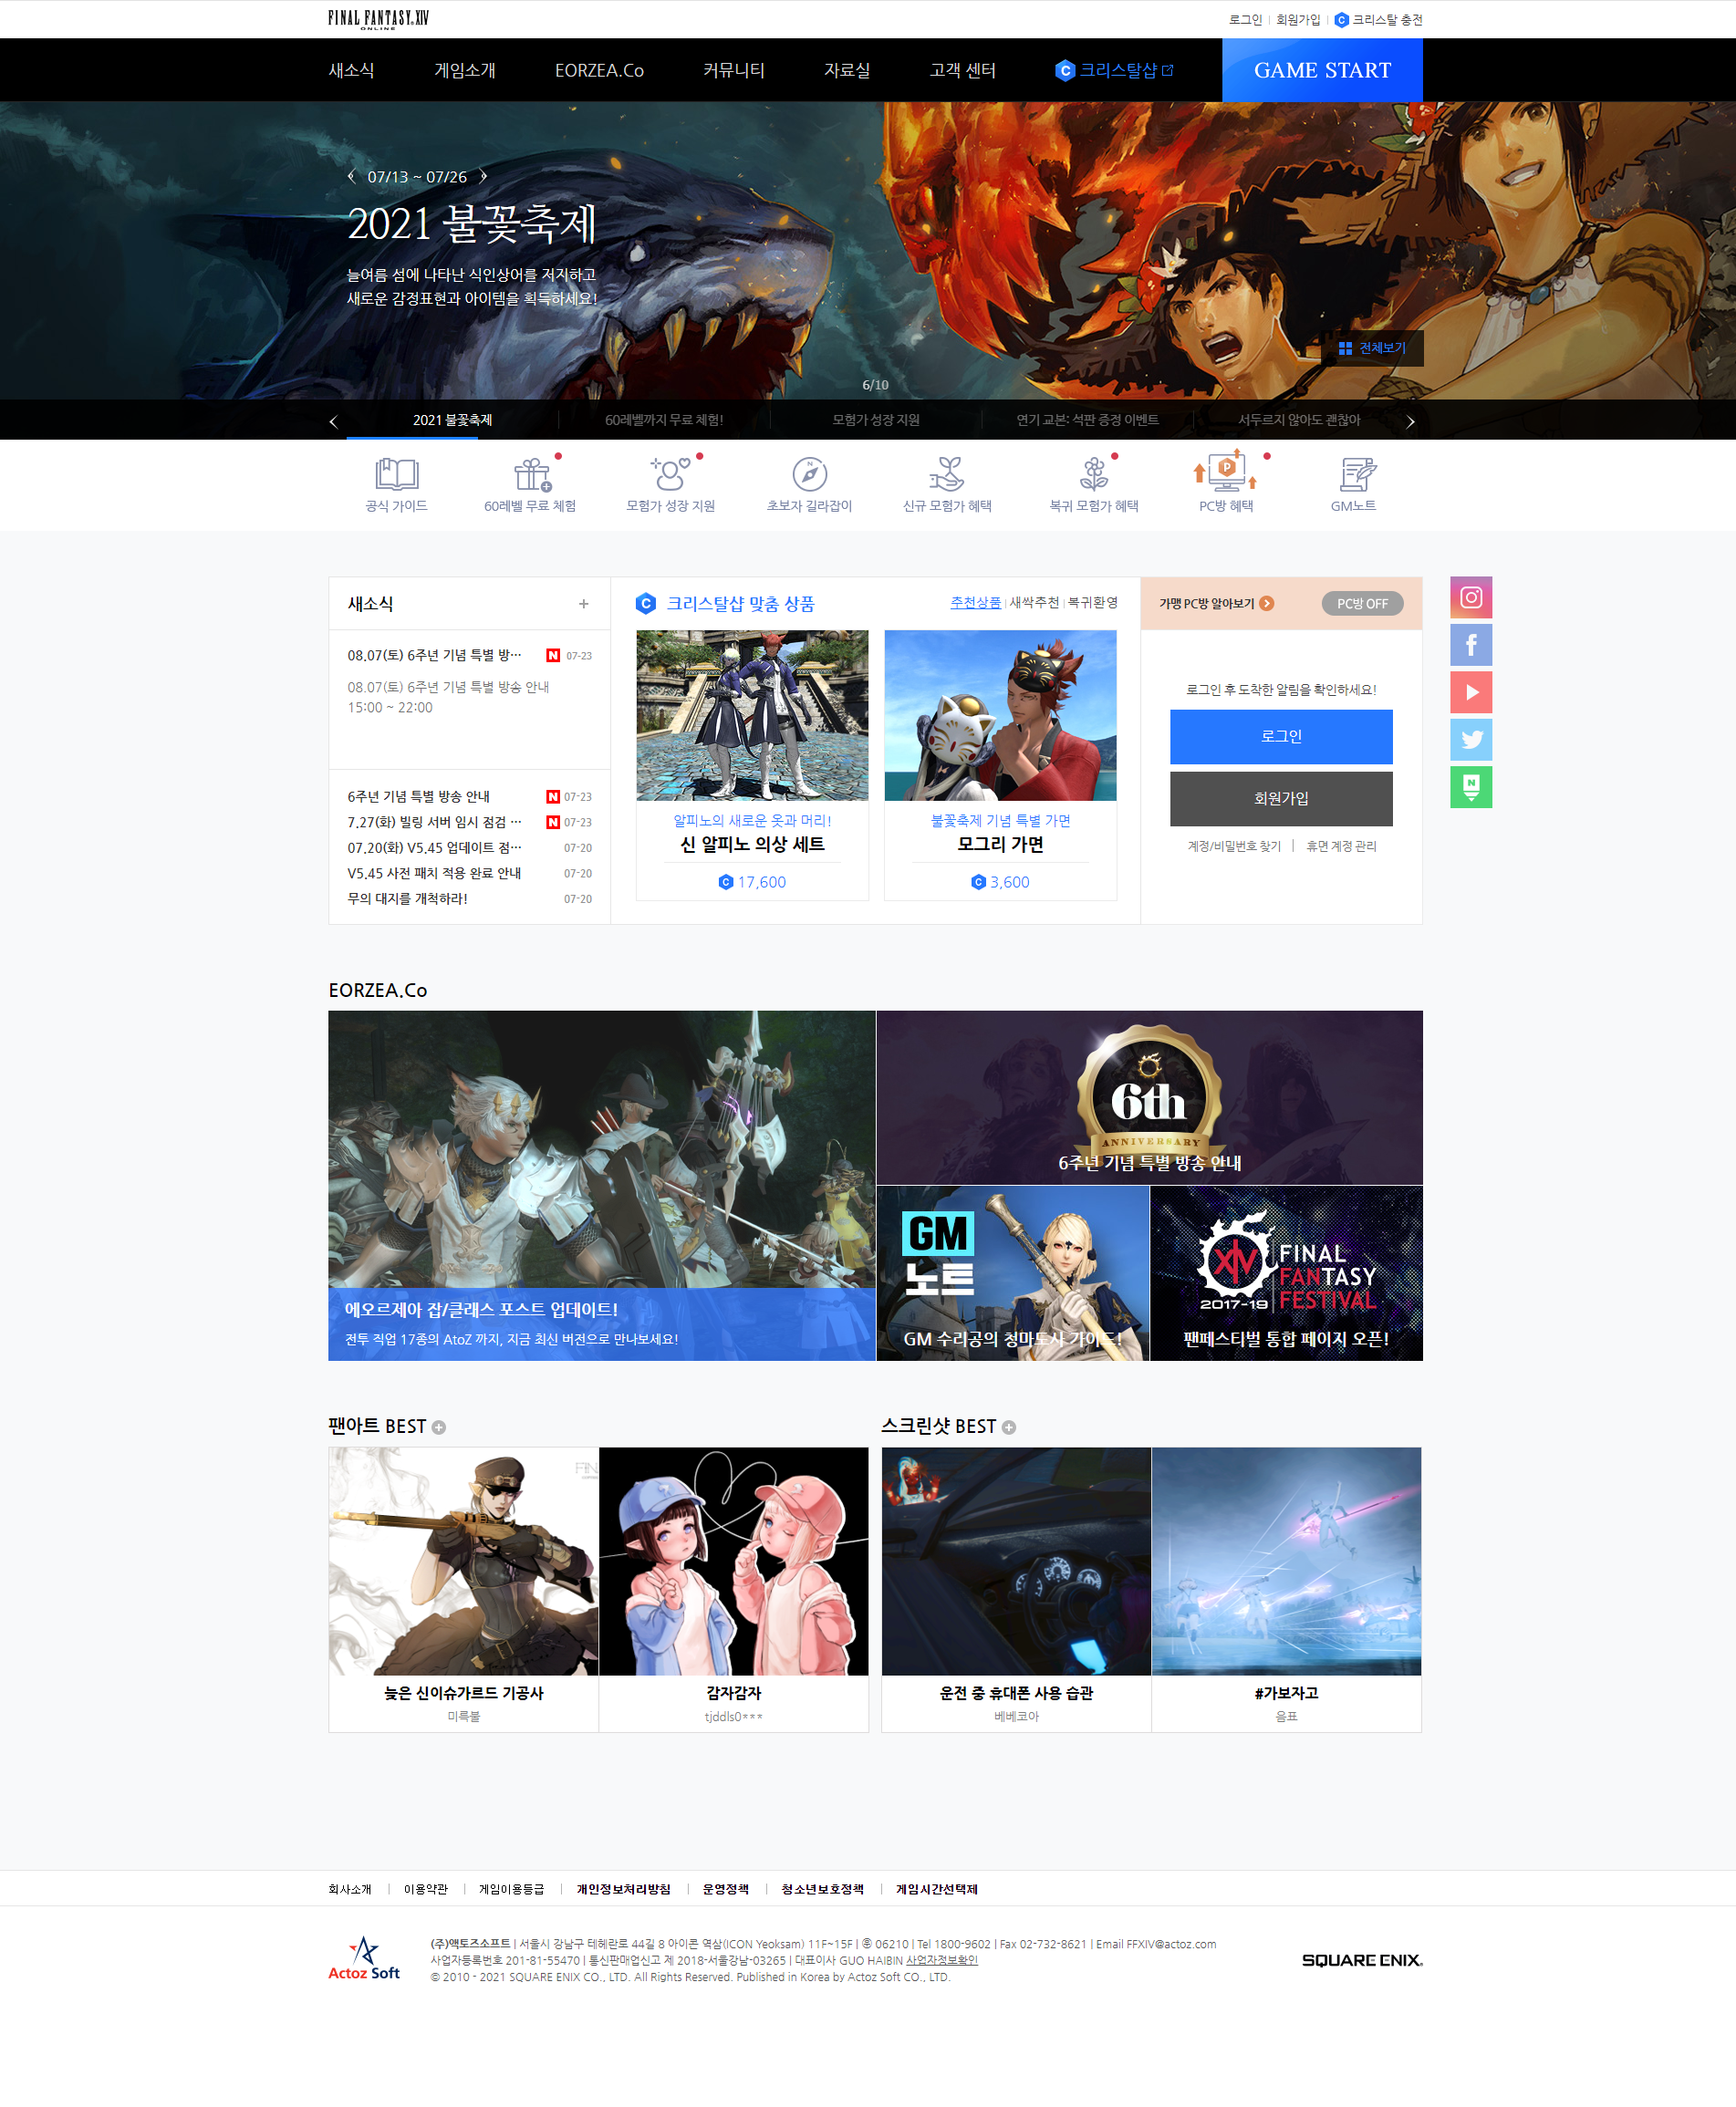 FINAL FANTASY XIV
ONLINE
로그인 | 회원가입 | 크리스탈 충전
새소식 게임소개 EORZEA.Co 커뮤니티 자료실 고객 센터 크리스탈샵 GAME START
07/13 ~ 07/26
2021 불꽃축제
늘여름 섬에 나타난 식인상어를 저지하고
새로운 감정표현과 아이템을 획득하세요!
전체보기
6/10
2021 불꽃축제 60레벨까지 무료 체험! 모험가 성장 지원 연기 교본: 석판 증정 이벤트 서두르지 않아도 괜찮아
공식 가이드 60레벨 무료 체험 모험가 성장 지원 초보자 길라잡이 신규 모험가 혜택 복귀 모험가 혜택 PC방 혜택 GM노트
새소식
08.07(토) 6주년 기념 특별 방… N 07-23
08.07(토) 6주년 기념 특별 방송 안내
15:00 ~ 22:00
6주년 기념 특별 방송 안내 N 07-23
7.27(화) 빌링 서버 임시 점검 … N 07-23
07.20(화) V5.45 업데이트 점… 07-20
V5.45 사전 패치 적용 완료 안내 07-20
무의 대지를 개척하라! 07-20
크리스탈샵 맞춤 상품
추천상품 | 새싹추천 | 복귀환영
알피노의 새로운 옷과 머리!
신 알피노 의상 세트
17,600
불꽃축제 기념 특별 가면
모그리 가면
3,600
가맹 PC방 알아보기
PC방 OFF
로그인 후 도착한 알림을 확인하세요!
로그인
회원가입
계정/비밀번호 찾기 | 휴면 계정 관리
EORZEA.Co
에오르제아 잡/클래스 포스트 업데이트!
전투 직업 17종의 AtoZ 까지, 지금 최신 버전으로 만나보세요!
6th
ANNIVERSARY
6주년 기념 특별 방송 안내
GM
노트
GM 수리공의 청마도사 가이드!
XIV
FINAL
FANTASY
FESTIVAL
2017-19
팬페스티벌 통합 페이지 오픈!
팬아트 BEST
늦은 신이슈가르드 기공사
미륵불
감자감자
tjddls0***
스크린샷 BEST
운전 중 휴대폰 사용 습관
베베코아
#가보자고
음표
회사소개 | 이용약관 | 게임이용등급 | 개인정보처리방침 | 운영정책 | 청소년보호정책 | 게임시간선택제
Actoz Soft
(주)액토즈소프트 | 서울시 강남구 테헤란로 44길 8 아이콘 역삼(ICON Yeoksam) 11F~15F | ㉾ 06210 | Tel 1800-9602 | Fax 02-732-8621 | Email FFXIV@actoz.com
사업자등록번호 201-81-55470 | 통신판매업신고 제 2018-서울강남-03265 | 대표이사 GUO HAIBIN 사업자정보확인
© 2010 - 2021 SQUARE ENIX CO., LTD. All Rights Reserved. Published in Korea by Actoz Soft CO., LTD.
SQUARE ENIX.